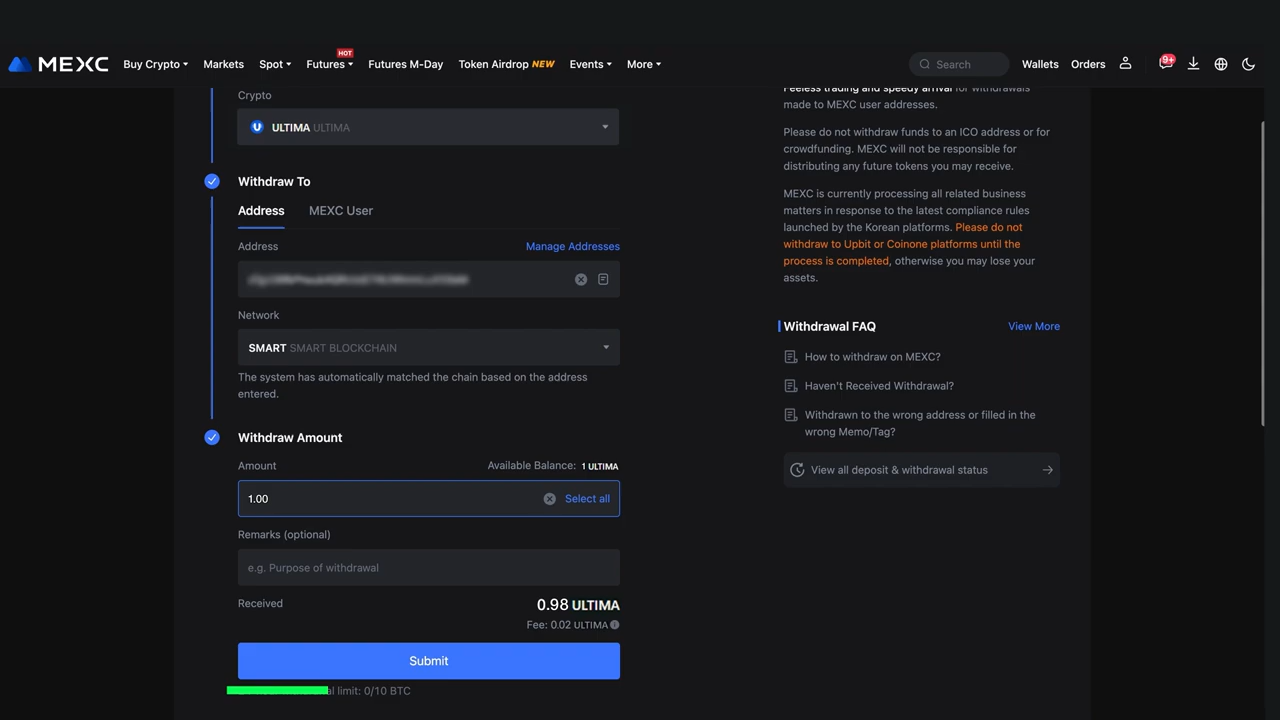 MEXC Buy Crypto Markets Spot Futures HOT Futures M-Day Token Airdrop NEW Events More Search Wallets Orders 9+
Crypto
ULTIMA ULTIMA
Withdraw To
Address MEXC User
Address Manage Addresses
Network
SMART SMART BLOCKCHAIN
The system has automatically matched the chain based on the address
entered.
Withdraw Amount
Amount Available Balance: 1 ULTIMA
1.00 Select all
Remarks (optional)
e.g. Purpose of withdrawal
Received 0.98 ULTIMA
Fee: 0.02 ULTIMA
Submit
limit: 0/10 BTC
Feeless trading and speedy arrival for withdrawals
made to MEXC user addresses.
Please do not withdraw funds to an ICO address or for
crowdfunding. MEXC will not be responsible for
distributing any future tokens you may receive.
MEXC is currently processing all related business
matters in response to the latest compliance rules
launched by the Korean platforms. Please do not
withdraw to Upbit or Coinone platforms until the
process is completed, otherwise you may lose your
assets.
Withdrawal FAQ View More
How to withdraw on MEXC?
Haven't Received Withdrawal?
Withdrawn to the wrong address or filled in the
wrong Memo/Tag?
View all deposit & withdrawal status